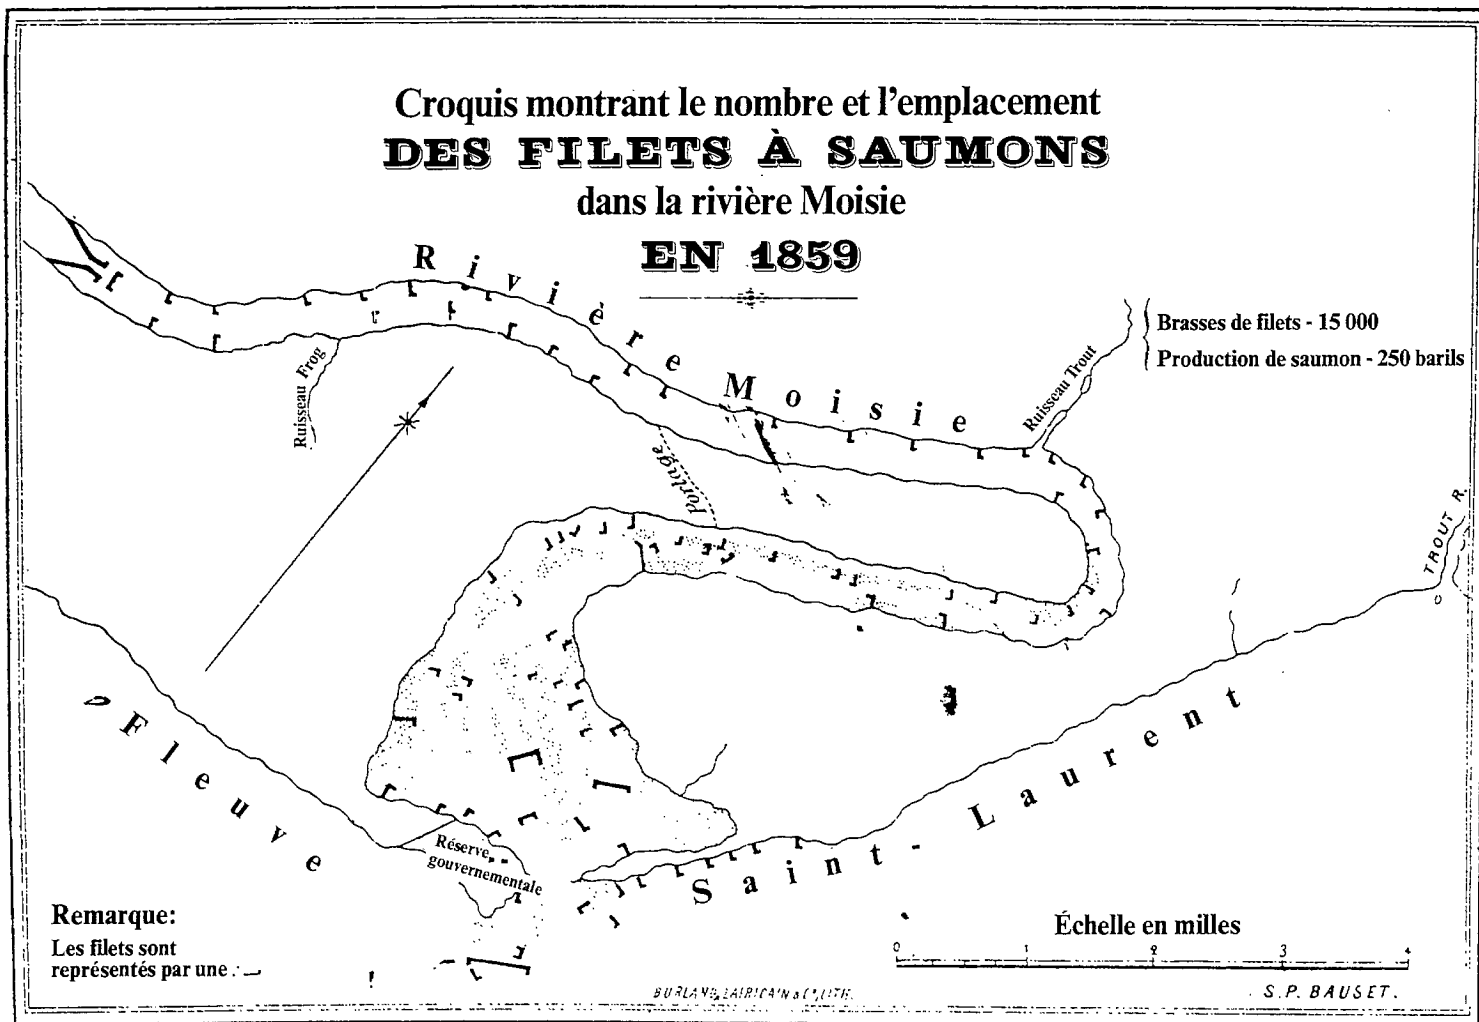 Croquis montrant le nombre et l'emplacement
DES FILETS À SAUMONS
dans la rivière Moisie
EN 1859
Rivière Moisie
Brasses de filets - 15 000
Production de saumon - 250 barils
Ruisseau Frog
Ruisseau Trout
Portage
TROUT R.
Fleuve Saint-Laurent
Réserve
gouvernementale
Remarque:
Les filets sont
représentés par une
Échelle en milles
0 1 2 3 4
S.P. BAUSET.